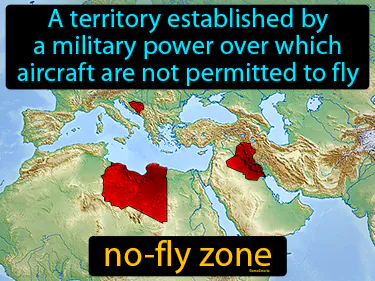 A territory established by
a military power over which
aircraft are not permitted to fly
no-fly zone